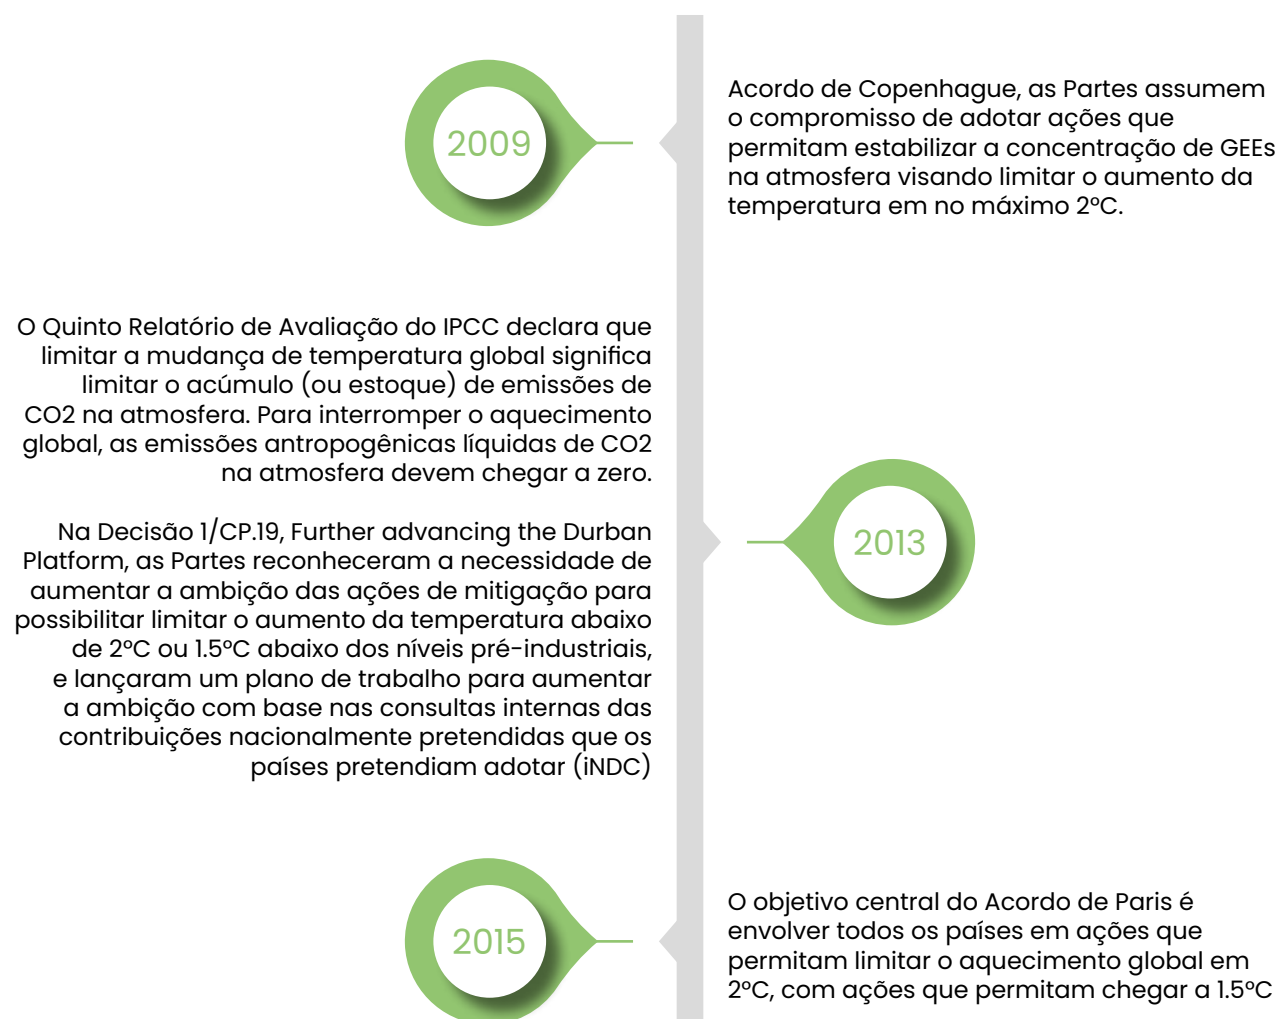 2009
Acordo de Copenhague, as Partes assumem
o compromisso de adotar ações que
permitam estabilizar a concentração de GEEs
na atmosfera visando limitar o aumento da
temperatura em no máximo 2ºC.
O Quinto Relatório de Avaliação do IPCC declara que
limitar a mudança de temperatura global significa
limitar o acúmulo (ou estoque) de emissões de
CO2 na atmosfera. Para interromper o aquecimento
global, as emissões antropogênicas líquidas de CO2
na atmosfera devem chegar a zero.
Na Decisão 1/CP.19, Further advancing the Durban
Platform, as Partes reconheceram a necessidade de
aumentar a ambição das ações de mitigação para
possibilitar limitar o aumento da temperatura abaixo
de 2ºC ou 1.5ºC abaixo dos níveis pré-industriais,
e lançaram um plano de trabalho para aumentar
a ambição com base nas consultas internas das
contribuições nacionalmente pretendidas que os
países pretendiam adotar (iNDC)
2013
2015
O objetivo central do Acordo de Paris é
envolver todos os países em ações que
permitam limitar o aquecimento global em
2ºC, com ações que permitam chegar a 1.5ºC